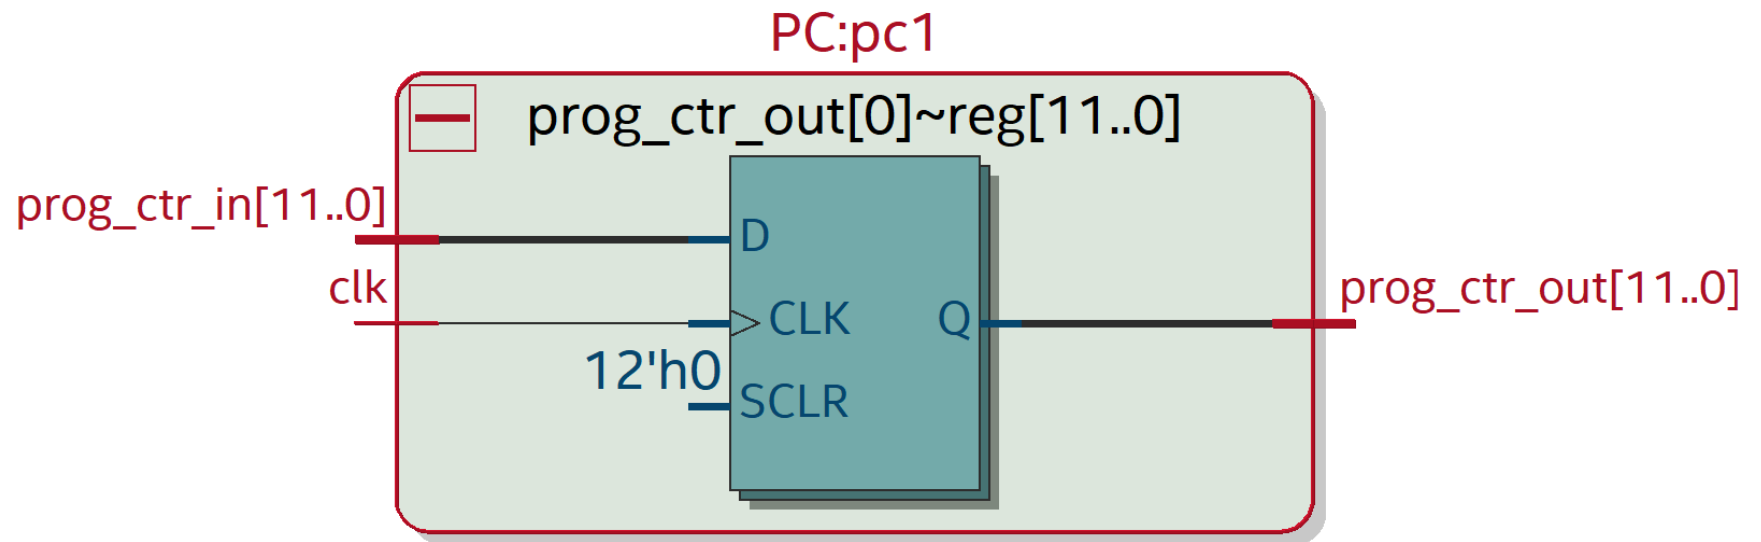 PC:pc1
prog_ctr_out[0]~reg[11..0]
prog_ctr_in[11..0]
D
clk
CLK
Q
prog_ctr_out[11..0]
12'h0
SCLR